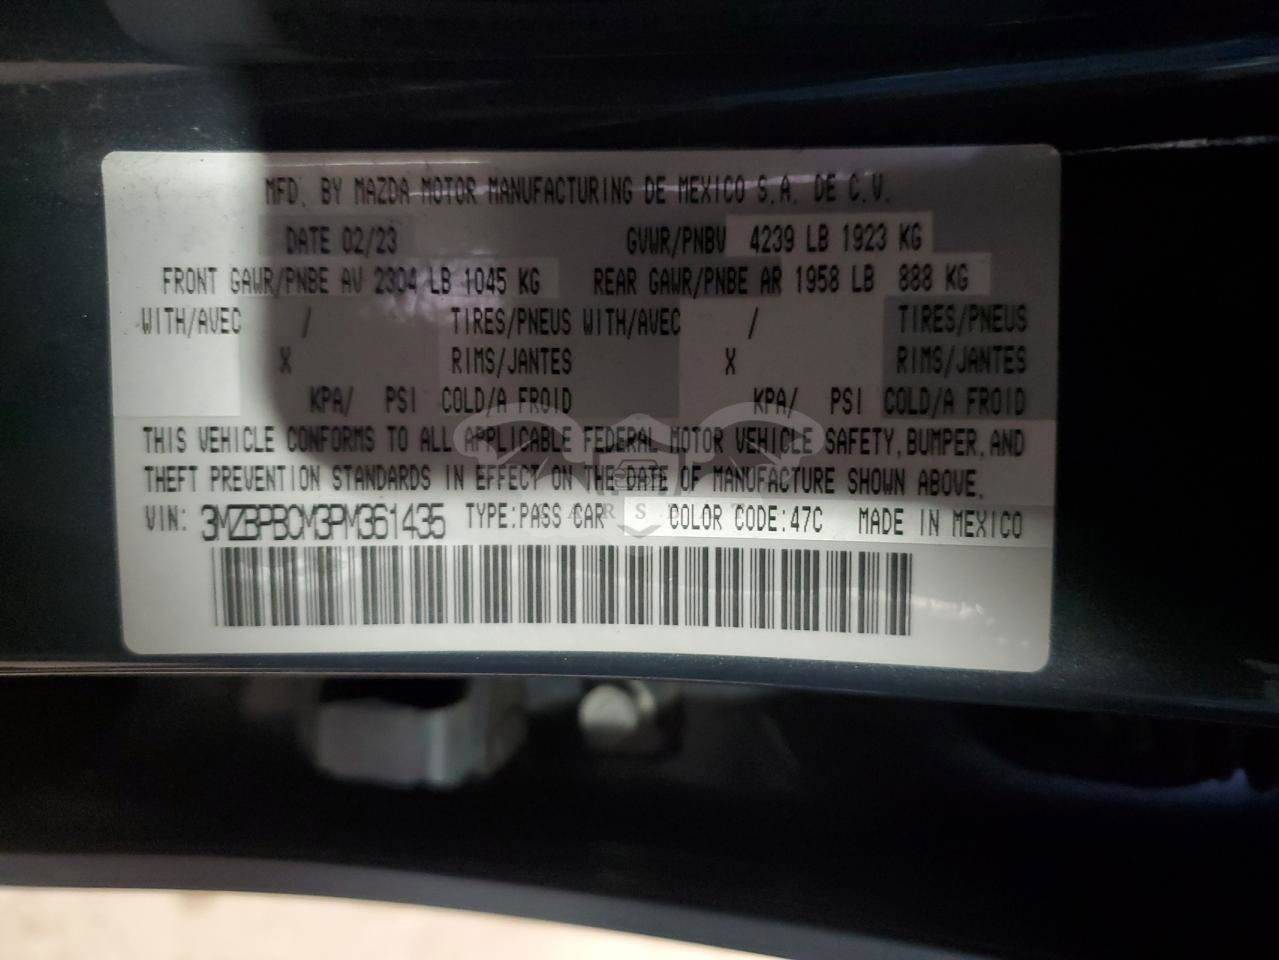 MFD. BY MAZDA MOTOR MANUFACTURING DE MEXICO S.A. DE C.V.
DATE 02/23 GVWR/PNBV 4239 LB 1923 KG
FRONT GAWR/PNBE AV 2304 LB 1045 KG REAR GAWR/PNBE AR 1958 LB 888 KG
WITH/AVEC / TIRES/PNEUS WITH/AVEC / TIRES/PNEUS
X RIMS/JANTES X RIMS/JANTES
KPA/ PSI COLD/A FROID KPA/ PSI COLD/A FROID
THIS VEHICLE CONFORMS TO ALL APPLICABLE FEDERAL MOTOR VEHICLE SAFETY, BUMPER, AND
THEFT PREVENTION STANDARDS IN EFFECT ON THE DATE OF MANUFACTURE SHOWN ABOVE.
VIN: 3MZBPBCM3PM361435 TYPE:PASS CAR COLOR CODE:47C MADE IN MEXICO